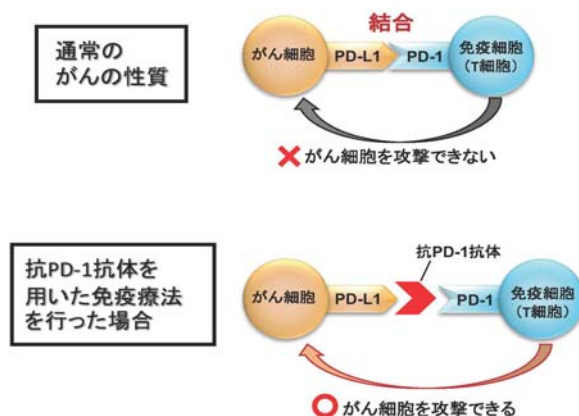 通常の
がんの性質
結合
がん細胞
PD-L1
PD-1
免疫細胞
(T細胞)
がん細胞を攻撃できない
抗PD-1抗体を
用いた免疫療法
を行った場合
抗PD-1抗体
がん細胞
PD-L1
PD-1
免疫細胞
(T細胞)
がん細胞を攻撃できる